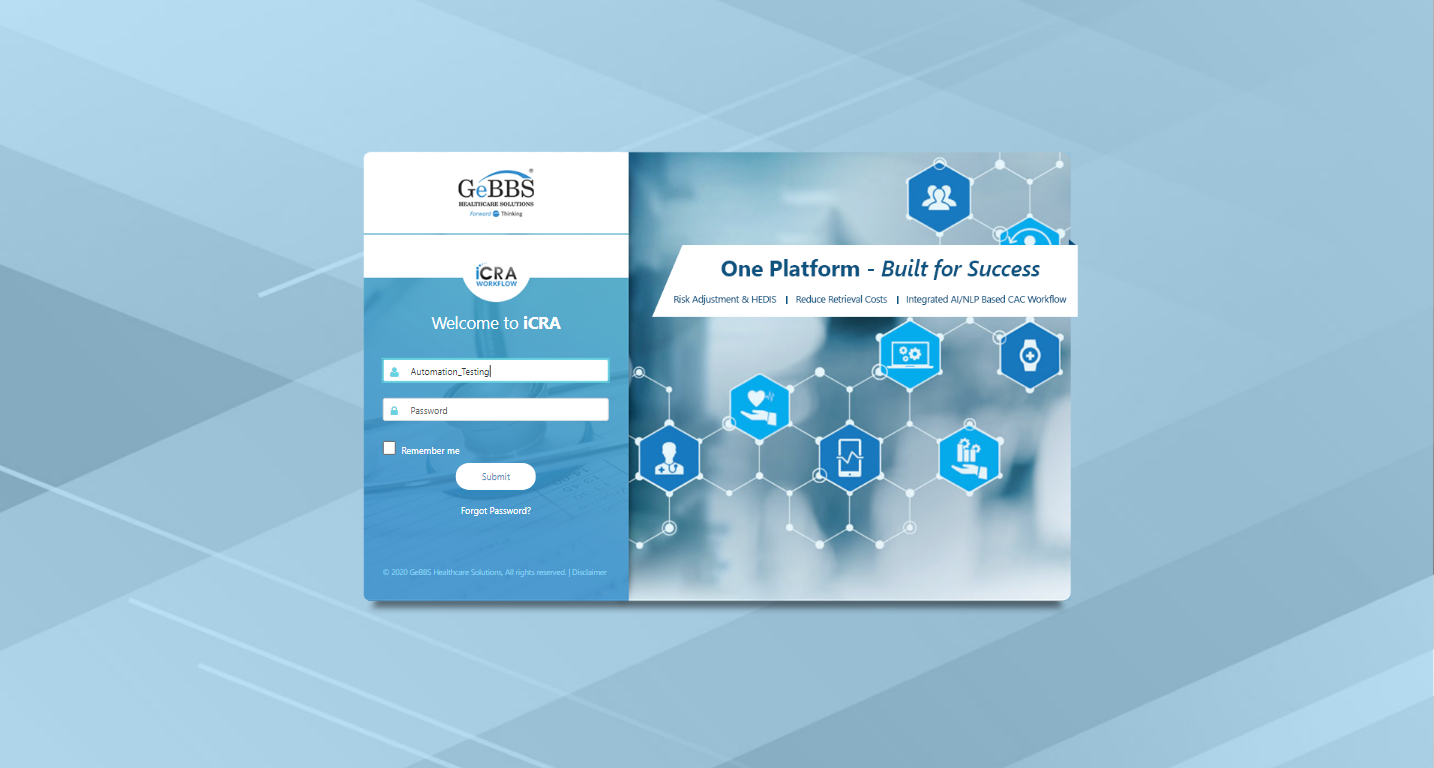 GeBBS®
HEALTHCARE SOLUTIONS
Forward Thinking
iCRA
WORKFLOW
Welcome to iCRA
Automation_Testing
Password
Remember me
Submit
Forgot Password?
© 2020 GeBBS Healthcare Solutions, All rights reserved. | Disclaimer
One Platform - Built for Success
Risk Adjustment & HEDIS | Reduce Retrieval Costs | Integrated AI/NLP Based CAC Workflow